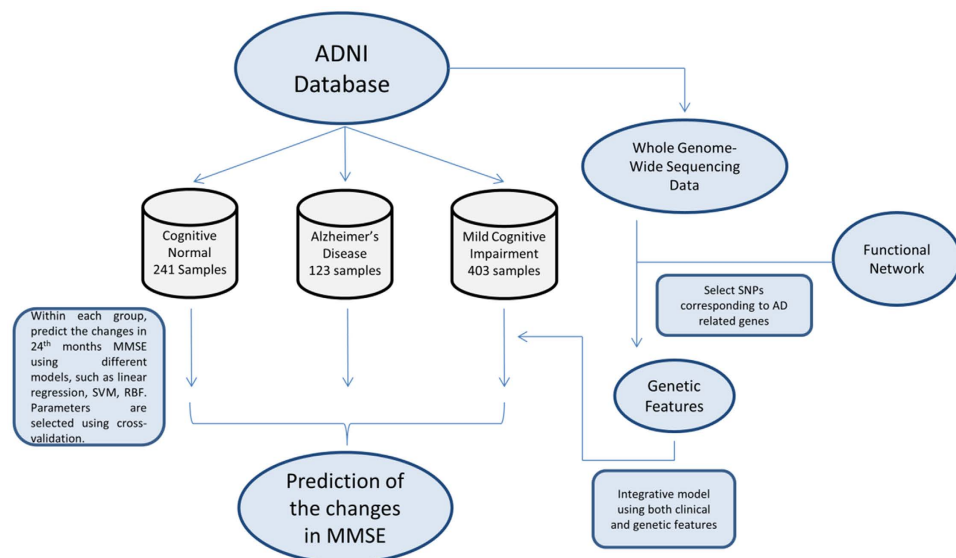 ADNI
Database
Whole Genome-
Wide Sequencing
Data
Cognitive
Normal
241 Samples
Alzheimer's
Disease
123 samples
Mild Cognitive
Impairment
403 samples
Functional
Network
Select SNPs
corresponding to AD
related genes
Within each group,
predict the changes in
24th months MMSE
using different
models, such as linear
regression, SVM, RBF.
Parameters are
selected using cross-
validation.
Genetic
Features
Prediction of
the changes
in MMSE
Integrative model
using both clinical
and genetic features